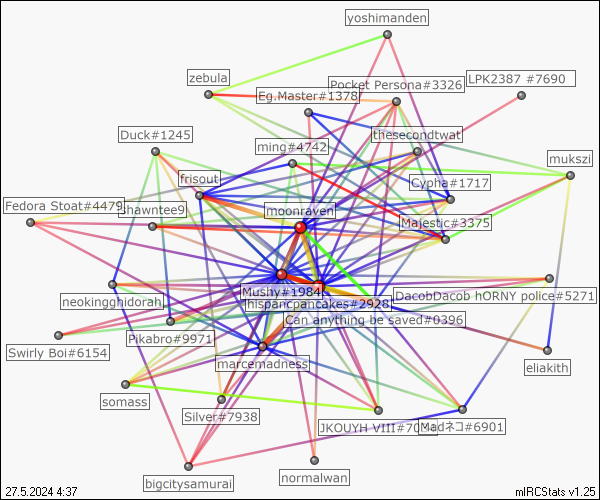 yoshimanden
zebula
LPK2387 #7690
Pocket Persona#3326
Eg.Master#1378
Duck#1245
thesecondtwat
ming#4742
mukszi
frisout
Cypha#1717
Fedora Stoat#4479
shawntee9
moonraven
Majestic#3375
Mushy#1984
DacobDacob hORNY police#5271
neokingghidorah
hispancpancakes#2928
Can anything be saved#0396
Pikabro#9971
Swirly Boi#6154
marcemadness
eliakith
somass
Silver#7938
JKOUYH VIII#70
Madネコ#6901
bigcitysamurai
normalwan
27.5.2024 4:37
mIRCStats v1.25